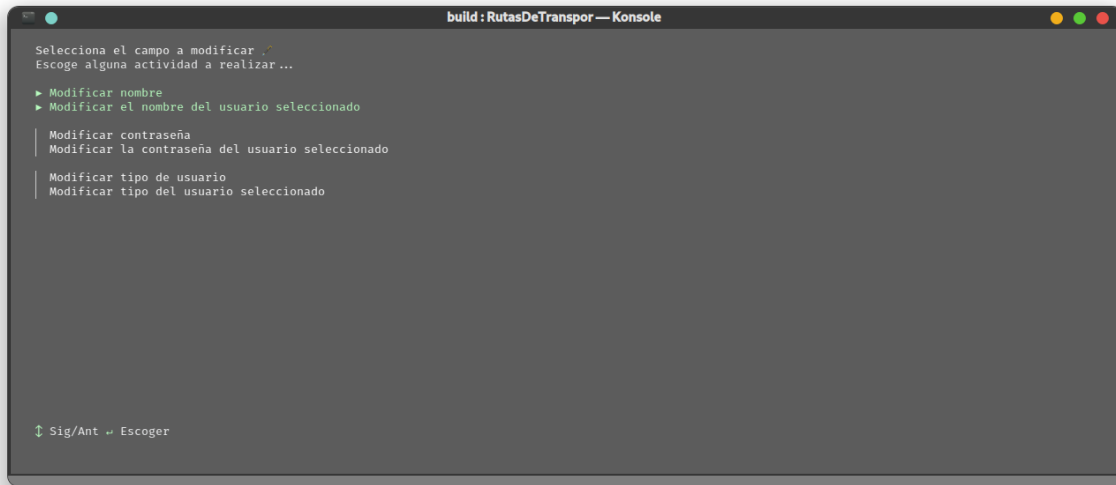 build : RutasDeTranspor — Konsole
Selecciona el campo a modificar
Escoge alguna actividad a realizar...
▸ Modificar nombre
▸ Modificar el nombre del usuario seleccionado
Modificar contraseña
Modificar la contraseña del usuario seleccionado
Modificar tipo de usuario
Modificar tipo del usuario seleccionado
↕ Sig/Ant ↵ Escoger